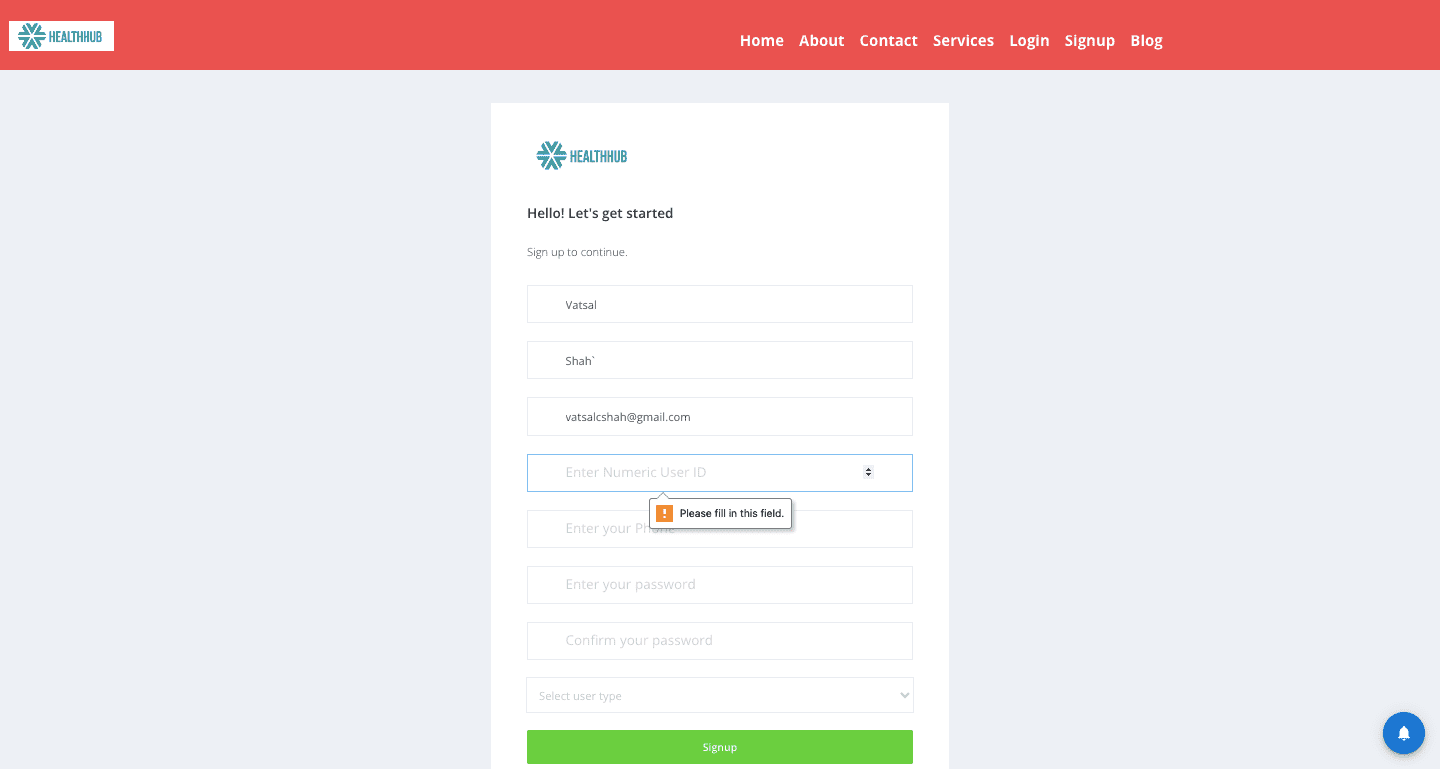 HEALTHHUB
Home About Contact Services Login Signup Blog
HEALTHHUB
Hello! Let's get started
Sign up to continue.
Vatsal
Shah`
vatsalcshah@gmail.com
Enter Numeric User ID
! Please fill in this field.
Enter your Phone
Enter your password
Confirm your password
Select user type
Signup